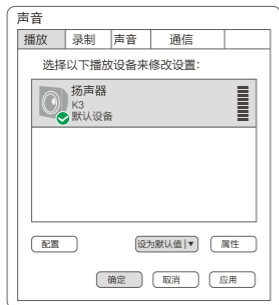 声音
播放 录制 声音 通信
选择以下播放设备来修改设置：
扬声器
K3
默认设备
配置 设为默认值 属性
确定 取消 应用